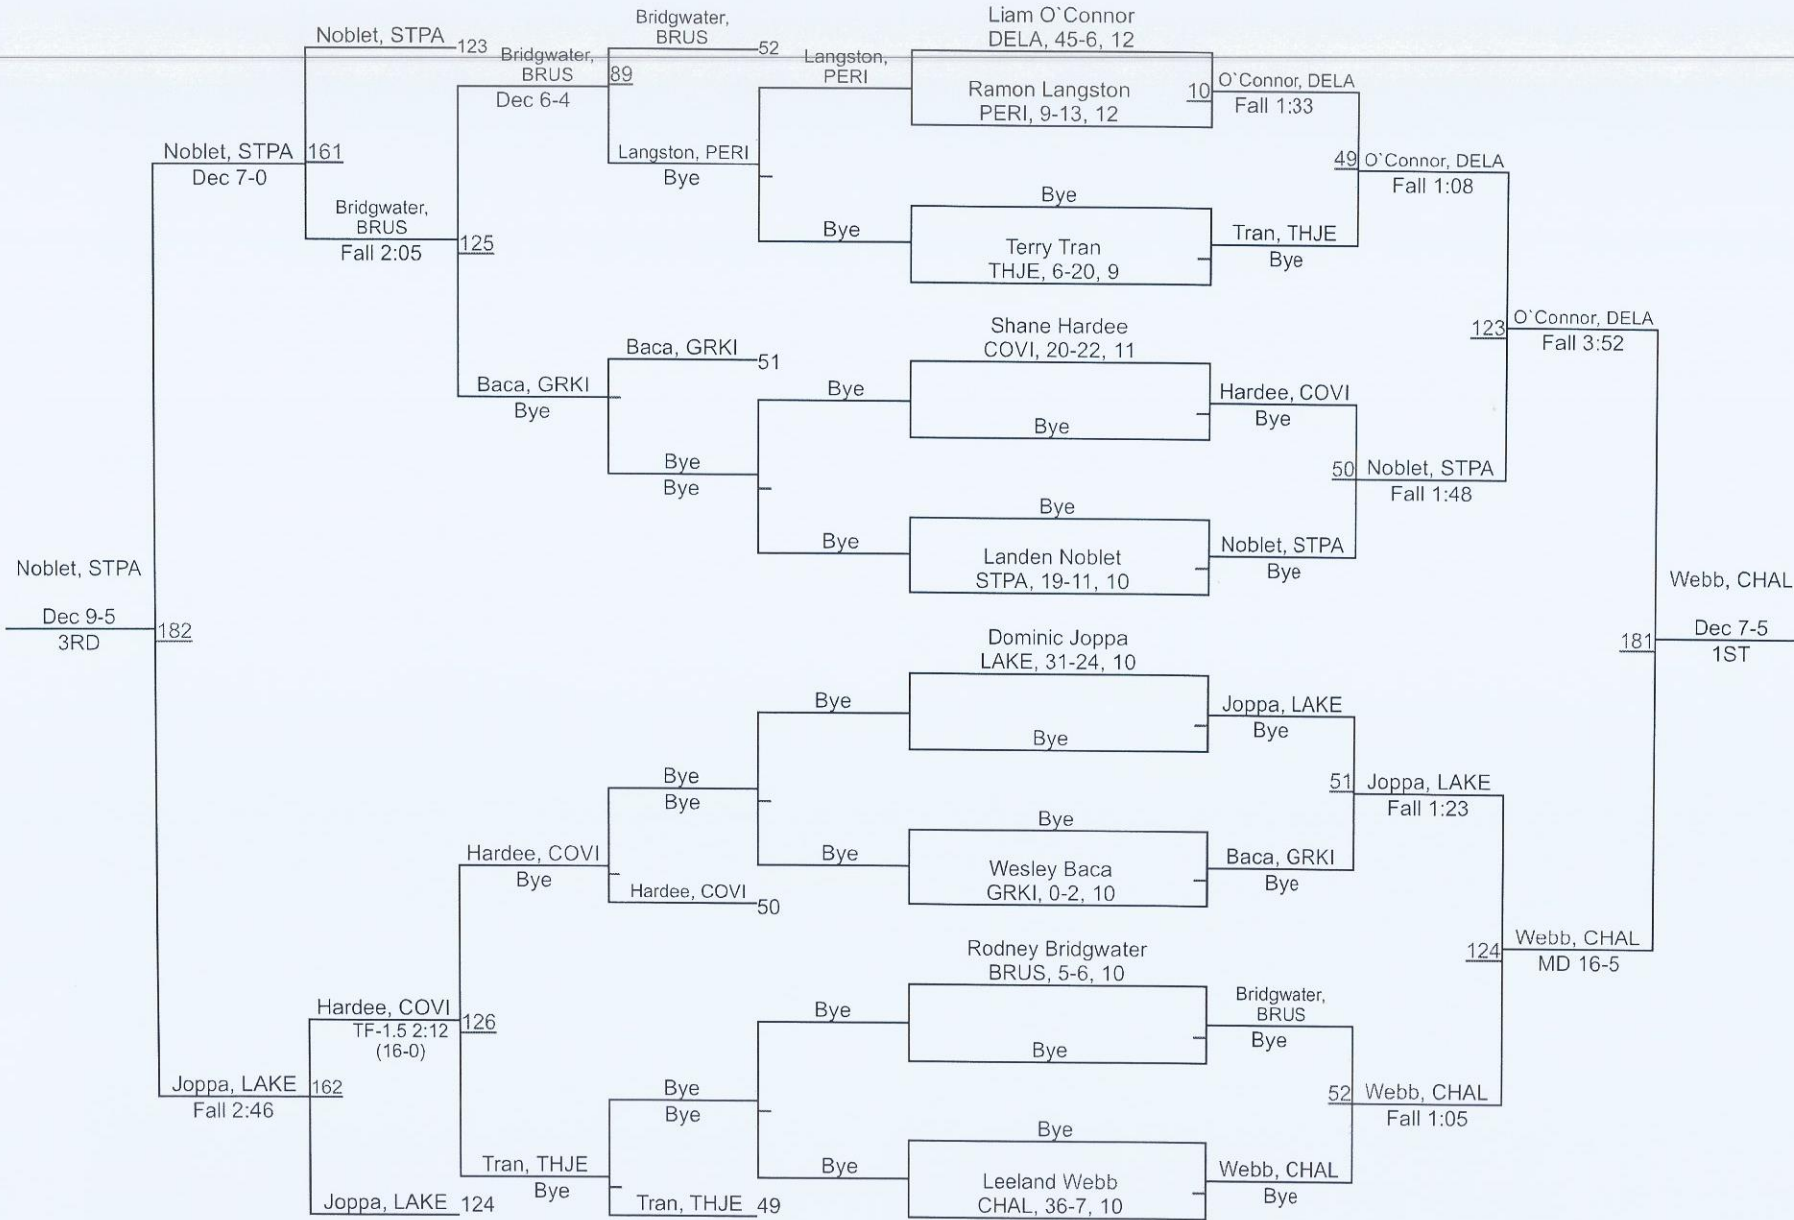 Noblet, STPA
Dec 9-5
3RD
182
Noblet, STPA
Dec 7-0
161
Noblet, STPA
123
Bridgwater,
BRUS
Fall 2:05
125
Bridgwater,
BRUS
Dec 6-4
89
Bridgwater,
BRUS
52
Langston, PERI
Bye
Baca, GRKI
Bye
Baca, GRKI
51
Bye
Bye
Joppa, LAKE
Fall 2:46
162
Hardee, COVI
TF-1.5 2:12
(16-0)
126
Joppa, LAKE
124
Hardee, COVI
Bye
Bye
Bye
Hardee, COVI
50
Tran, THJE
Bye
Bye
Bye
Tran, THJE
49
Langston,
PERI
Bye
Bye
Bye
Bye
Bye
Bye
Bye
Liam O`Connor
DELA, 45-6, 12
Ramon Langston
PERI, 9-13, 12
10
Bye
Terry Tran
THJE, 6-20, 9
Shane Hardee
COVI, 20-22, 11
Bye
Bye
Landen Noblet
STPA, 19-11, 10
Dominic Joppa
LAKE, 31-24, 10
Bye
Bye
Wesley Baca
GRKI, 0-2, 10
Rodney Bridgwater
BRUS, 5-6, 10
Bye
Bye
Leeland Webb
CHAL, 36-7, 10
O`Connor, DELA
Fall 1:33
Tran, THJE
Bye
Hardee, COVI
Bye
Noblet, STPA
Bye
Joppa, LAKE
Bye
Baca, GRKI
Bye
Bridgwater,
BRUS
Bye
Webb, CHAL
Bye
49
O`Connor, DELA
Fall 1:08
50
Noblet, STPA
Fall 1:48
51
Joppa, LAKE
Fall 1:23
52
Webb, CHAL
Fall 1:05
123
O`Connor, DELA
Fall 3:52
124
Webb, CHAL
MD 16-5
181
Webb, CHAL
Dec 7-5
1ST